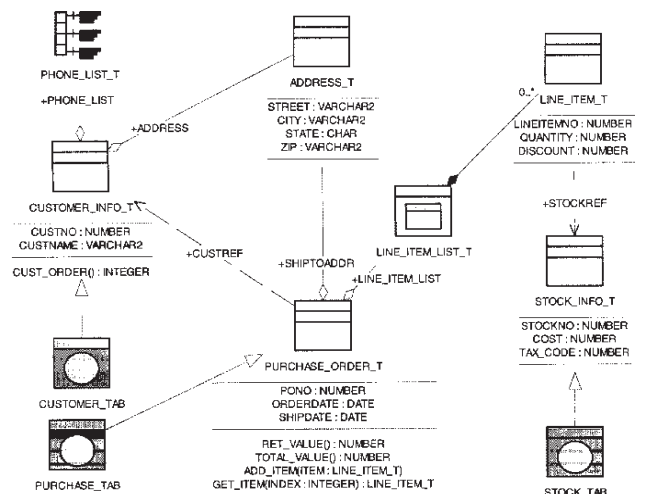 PHONE_LIST_T
+PHONE_LIST
ADDRESS_T
STREET : VARCHAR2
CITY : VARCHAR2
STATE : CHAR
ZIP : VARCHAR2
+ADDRESS
0..*
LINE_ITEM_T
LINEITEMNO : NUMBER
QUANTITY : NUMBER
DISCOUNT : NUMBER
CUSTOMER_INFO_T
CUSTNO : NUMBER
CUSTNAME : VARCHAR2
CUST_ORDER() : INTEGER
+CUSTREF
+SHIPTOADDR
LINE_ITEM_LIST_T
+LINE_ITEM_LIST
+STOCKREF
STOCK_INFO_T
STOCKNO : NUMBER
COST : NUMBER
TAX_CODE : NUMBER
CUSTOMER_TAB
PURCHASE_ORDER_T
PONO : NUMBER
ORDERDATE : DATE
SHIPDATE : DATE
RET_VALUE() : NUMBER
TOTAL_VALUE() : NUMBER
ADD_ITEM(ITEM : LINE_ITEM_T)
GET_ITEM(INDEX : INTEGER) : LINE_ITEM_T
PURCHASE_TAB
STOCK_TAB